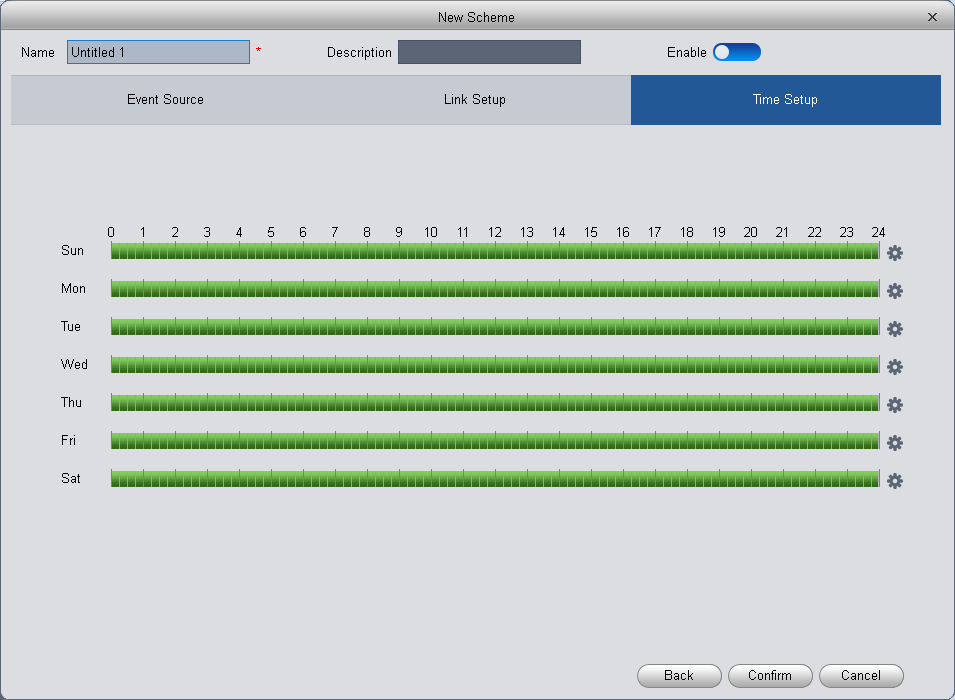 New Scheme
Name Untitled 1 * Description Enable
Event Source Link Setup Time Setup
0 1 2 3 4 5 6 7 8 9 10 11 12 13 14 15 16 17 18 19 20 21 22 23 24
Sun
Mon
Tue
Wed
Thu
Fri
Sat
Back Confirm Cancel